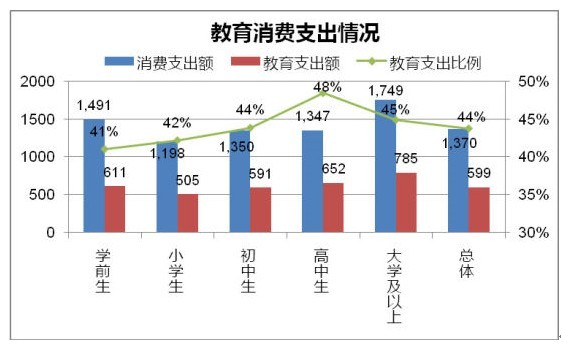 教育消费支出情况
消费支出额 教育支出额 教育支出比例
2000 1500 1000 500 0
50% 45% 40% 35% 30%
1,491 1,198 1,350 1,347 1,749 1,370
611 505 591 652 785 599
41% 42% 44% 48% 45% 44%
学前生 小学生 初中生 高中生 大学及以上 总体